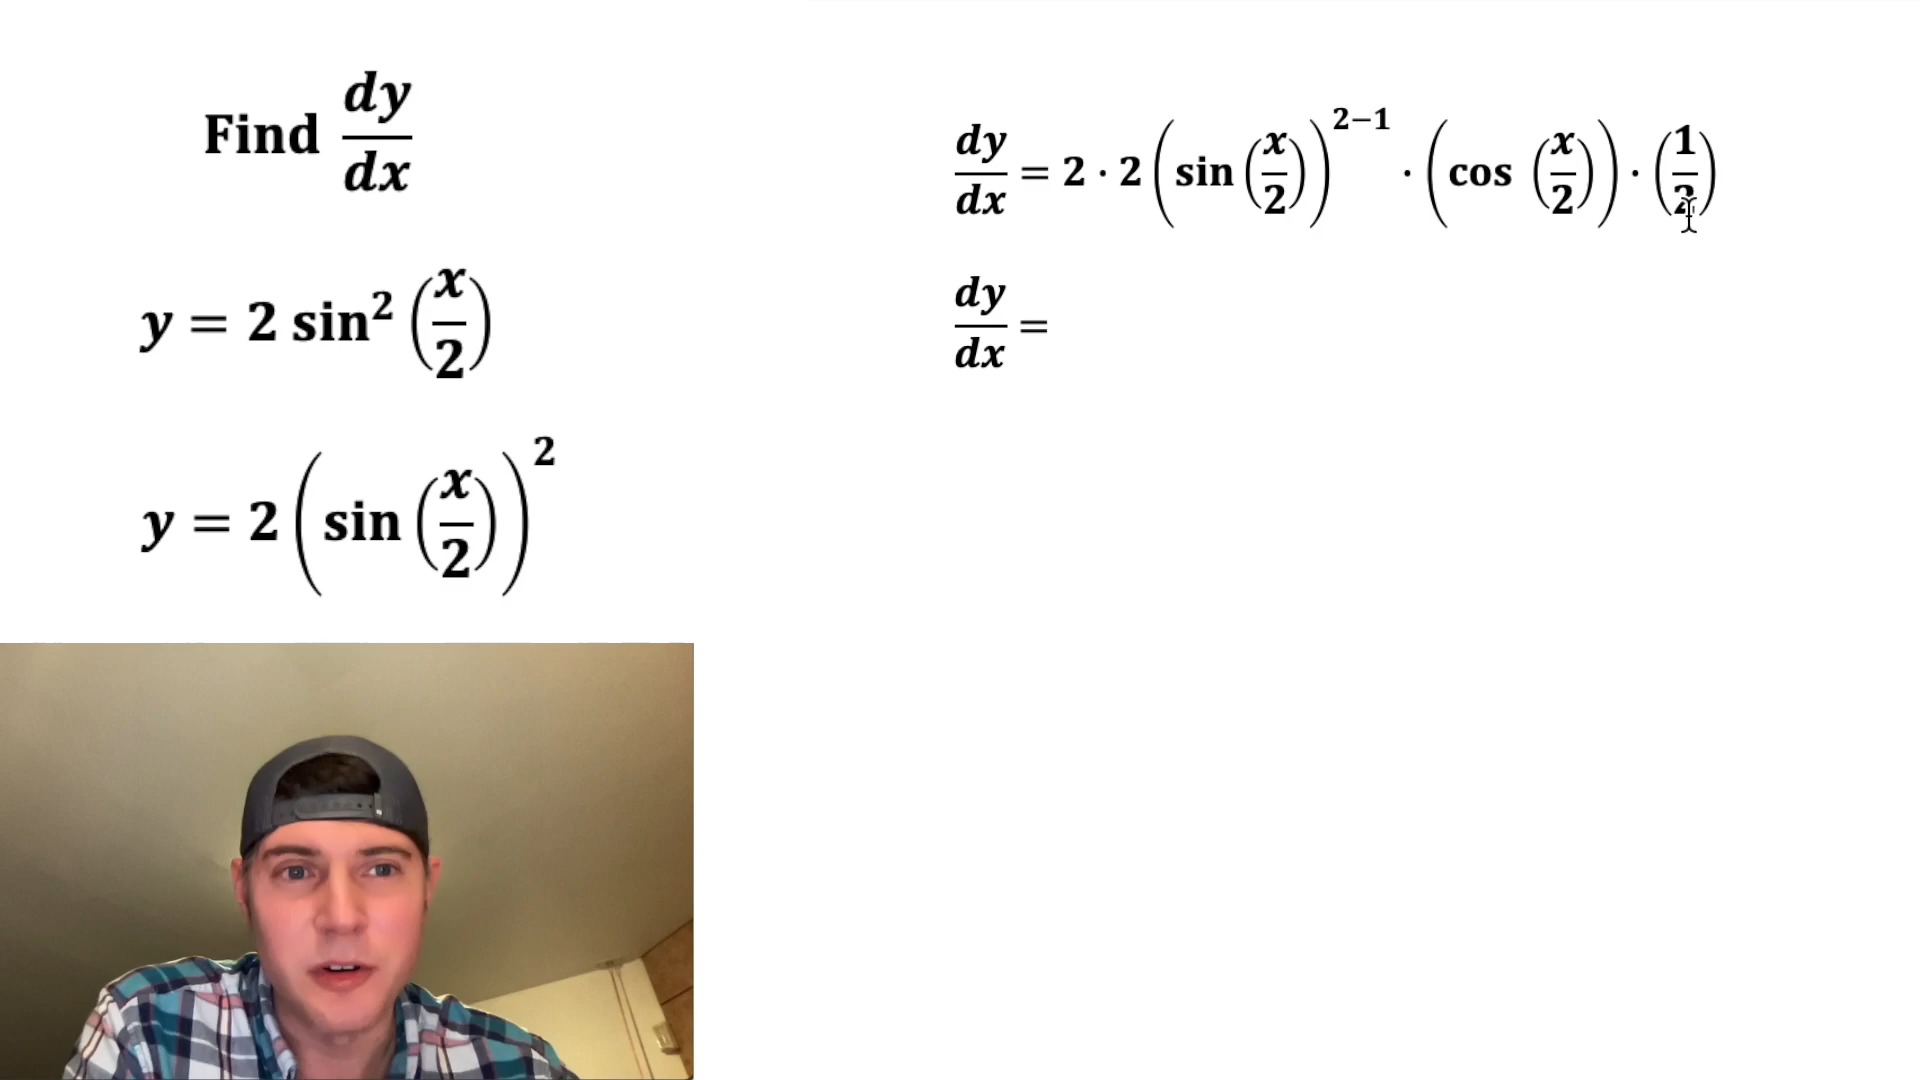 Find dy/dx
y = 2 sin² (x/2)
y = 2 (sin (x/2))²
dy/dx = 2 · 2 (sin (x/2))²⁻¹ · (cos (x/2)) · (1/2)
dy/dx =